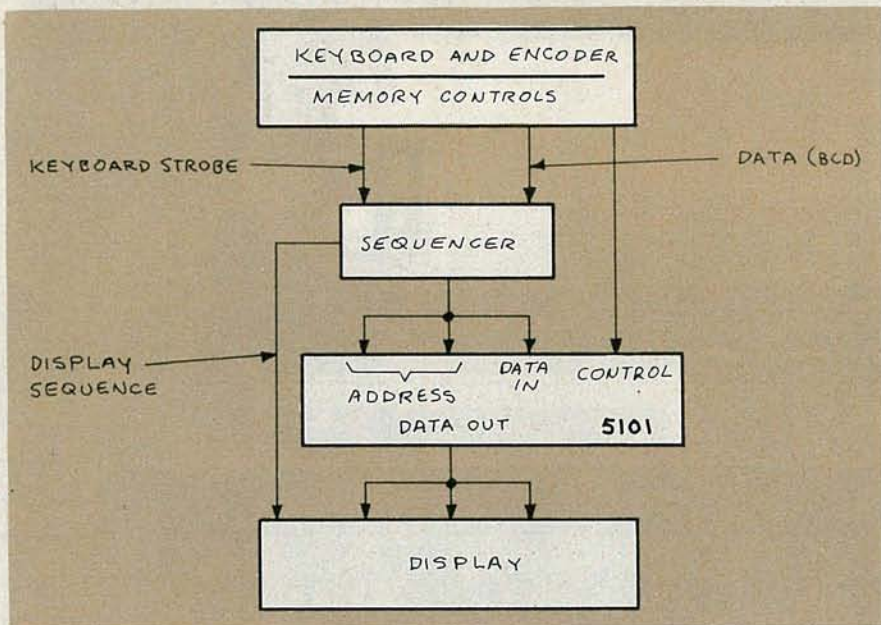 KEYBOARD AND ENCODER
MEMORY CONTROLS
KEYBOARD STROBE
DATA (BCD)
SEQUENCER
DISPLAY
SEQUENCE
ADDRESS
DATA
IN
CONTROL
DATA OUT
5101
DISPLAY